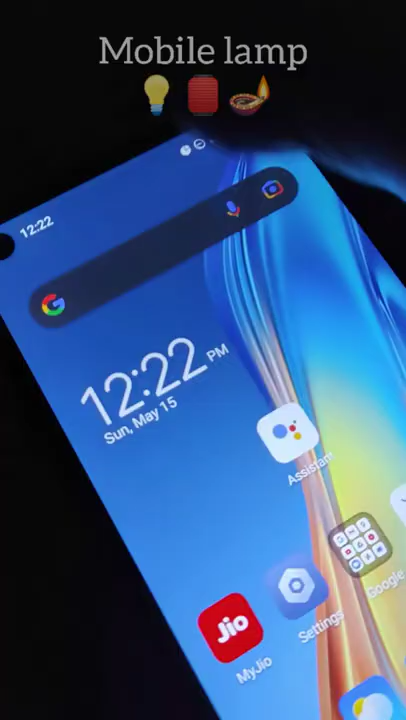 Mobile lamp
12:22
12:22 PM
Sun, May 15
Assistant
Google
Settings
Jio
MyJio